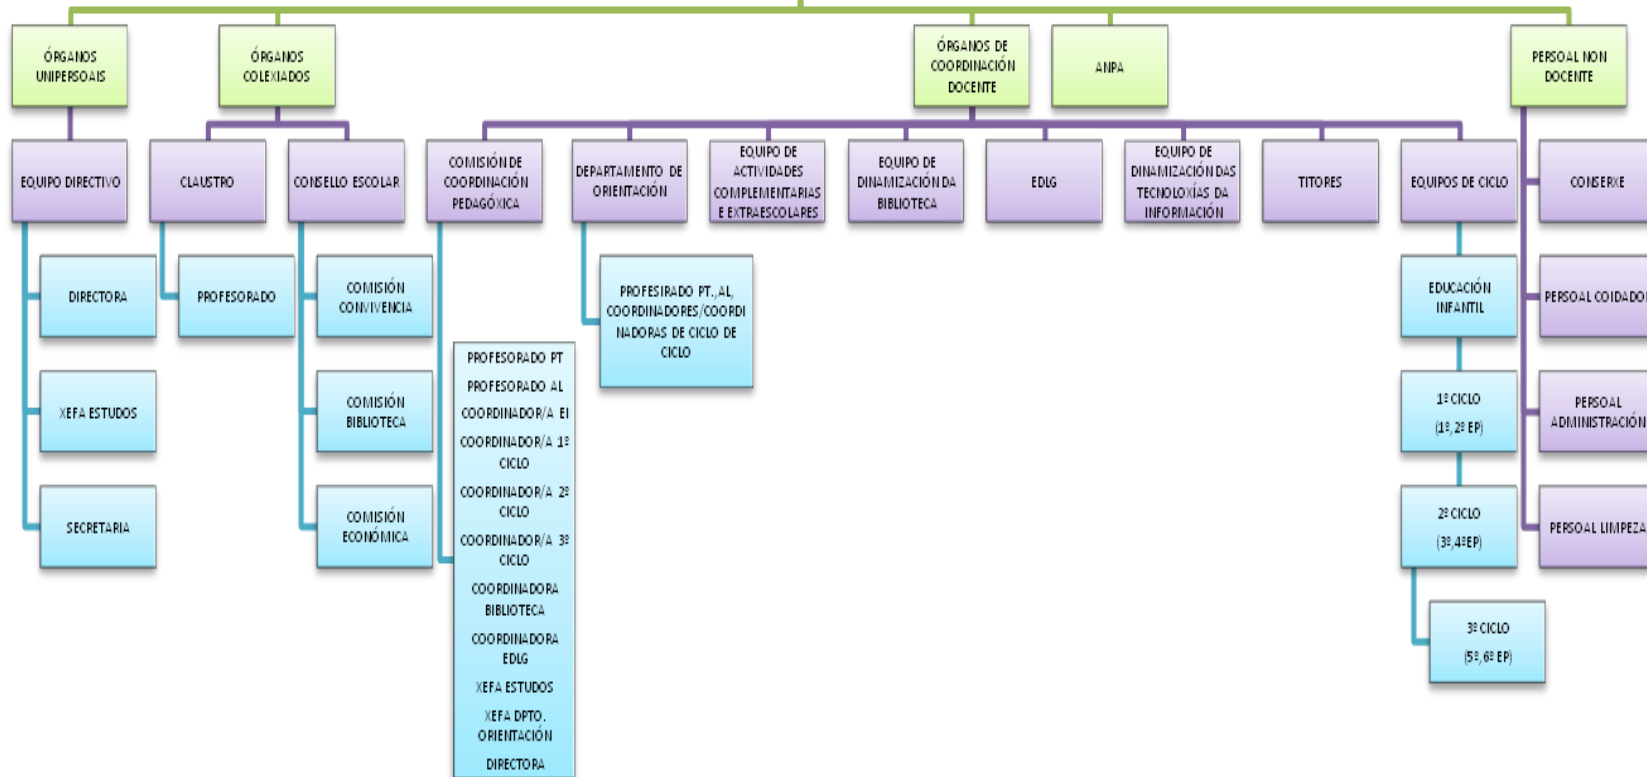 ÓRGANOS
UNIPERSOAIS
ÓRGANOS
COLEXIADOS
ÓRGANOS DE
COORDINACIÓN
DOCENTE
ANPA
PERSOAL NON
DOCENTE
EQUIPO DIRECTIVO
CLAUSTRO
CONSELLO ESCOLAR
COMISIÓN DE
COORDINACIÓN
PEDAGÓXICA
DEPARTAMENTO DE
ORIENTACIÓN
EQUIPO DE
ACTIVIDADES
COMPLEMENTARIAS
E EXTRAESCOLARES
EQUIPO DE
DINAMIZACIÓN DA
BIBLIOTECA
EDLG
EQUIPO DE
DINAMIZACIÓN DAS
TECNOLOXÍAS DA
INFORMACIÓN
TITORES
EQUIPOS DE CICLO
CONSERXE
DIRECTORA
XEFA ESTUDOS
SECRETARIA
PROFESORADO
COMISIÓN
CONVIVENCIA
COMISIÓN
BIBLIOTECA
COMISIÓN
ECONÓMICA
PROFESORADO PT
PROFESORADO AL
COORDINADOR/A EI
COORDINADOR/A 1º
CICLO
COORDINADOR/A 2º
CICLO
COORDINADOR/A 3º
CICLO
COORDINADORA
BIBLIOTECA
COORDINADORA
EDLG
XEFA ESTUDOS
XEFA DPTO.
ORIENTACIÓN
DIRECTORA
PROFESIRADO PT., AL,
COORDINADORES/COORDI
NADORAS DE CICLO DE
CICLO
EDUCACIÓN
INFANTIL
1º CICLO
(1º, 2º EP)
2º CICLO
(3º,4ºEP)
3º CICLO
(5º,6º EP)
PERSOAL COIDADOR
PERSOAL
ADMINISTRACIÓN
PERSOAL LIMPEZA